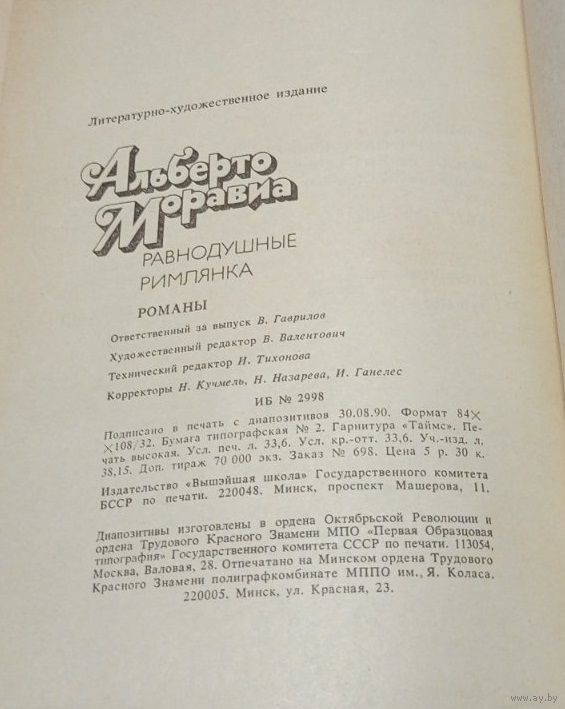 Литературно-художественное издание
Альберто
Моравиа
РАВНОДУШНЫЕ
РИМЛЯНКА
РОМАНЫ
Ответственный за выпуск В. Гаврилов
Художественный редактор В. Валентович
Технический редактор И. Тихонова
Корректоры Н. Кучмель, Н. Назарева, И. Ганелес
ИБ № 2998
Подписано в печать с диапозитивов 30.08.90. Формат 84×
×108/32. Бумага типографская № 2. Гарнитура «Таймс». Пе-
чать высокая. Усл. печ. л. 33,6. Усл. кр.-отт. 33,6. Уч.-изд. л.
38,15. Доп. тираж 70 000 экз. Заказ № 698. Цена 5 р. 30 к.
Издательство «Вышэйшая школа» Государственного комитета
БССР по печати. 220048. Минск, проспект Машерова, 11.
Диапозитивы изготовлены в ордена Октябрьской Революции и
ордена Трудового Красного Знамени МПО «Первая Образцовая
типография» Государственного комитета СССР по печати. 113054,
Москва, Валовая, 28. Отпечатано на Минском ордена Трудового
Красного Знамени полиграфкомбинате МППО им., Я. Коласа.
220005. Минск, ул. Красная, 23.
www.ay.by